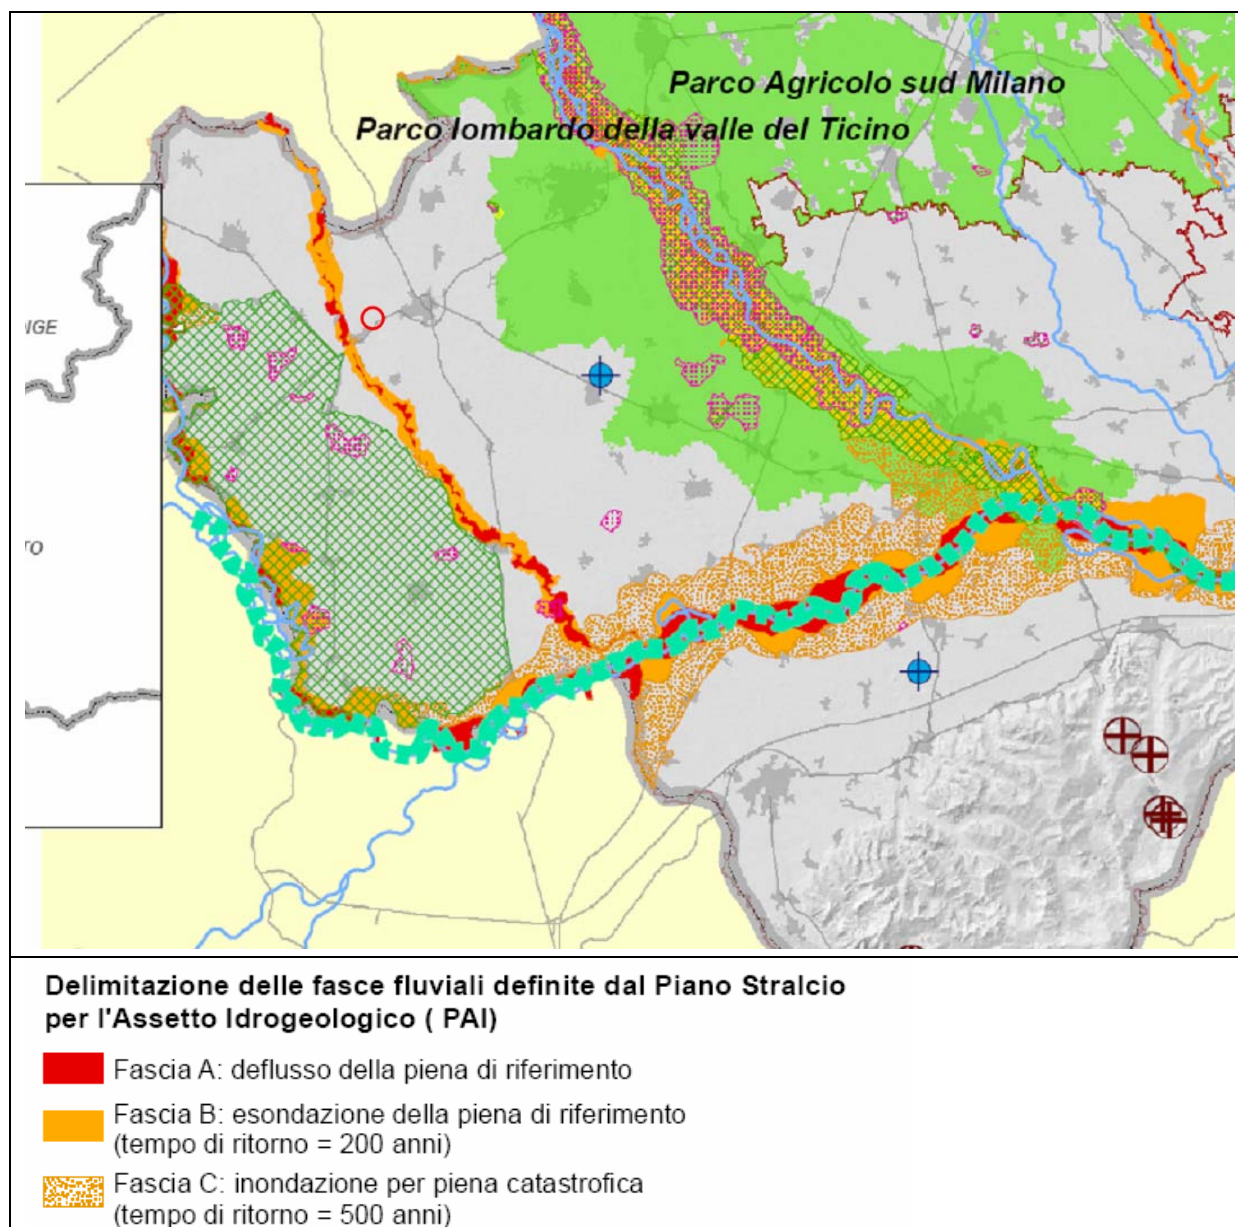 Parco Agricolo sud Milano
Parco lombardo della valle del Ticino
IGE
TO
Delimitazione delle fasce fluviali definite dal Piano Stralcio
per l'Assetto Idrogeologico ( PAI)
Fascia A: deflusso della piena di riferimento
Fascia B: esondazione della piena di riferimento
(tempo di ritorno = 200 anni)
Fascia C: inondazione per piena catastrofica
(tempo di ritorno = 500 anni)